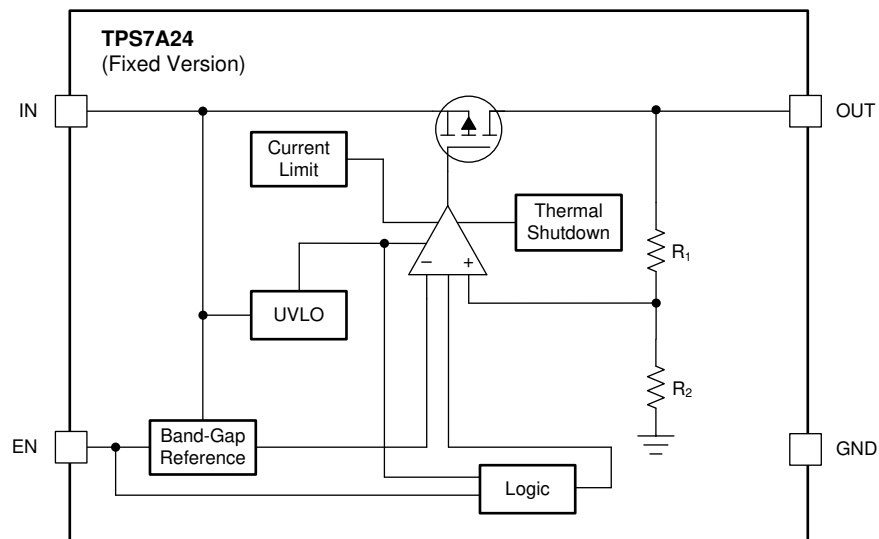 TPS7A24
(Fixed Version)
IN
OUT
Current
Limit
Thermal
Shutdown
R₁
− +
UVLO
R₂
EN
Band-Gap
Reference
GND
Logic